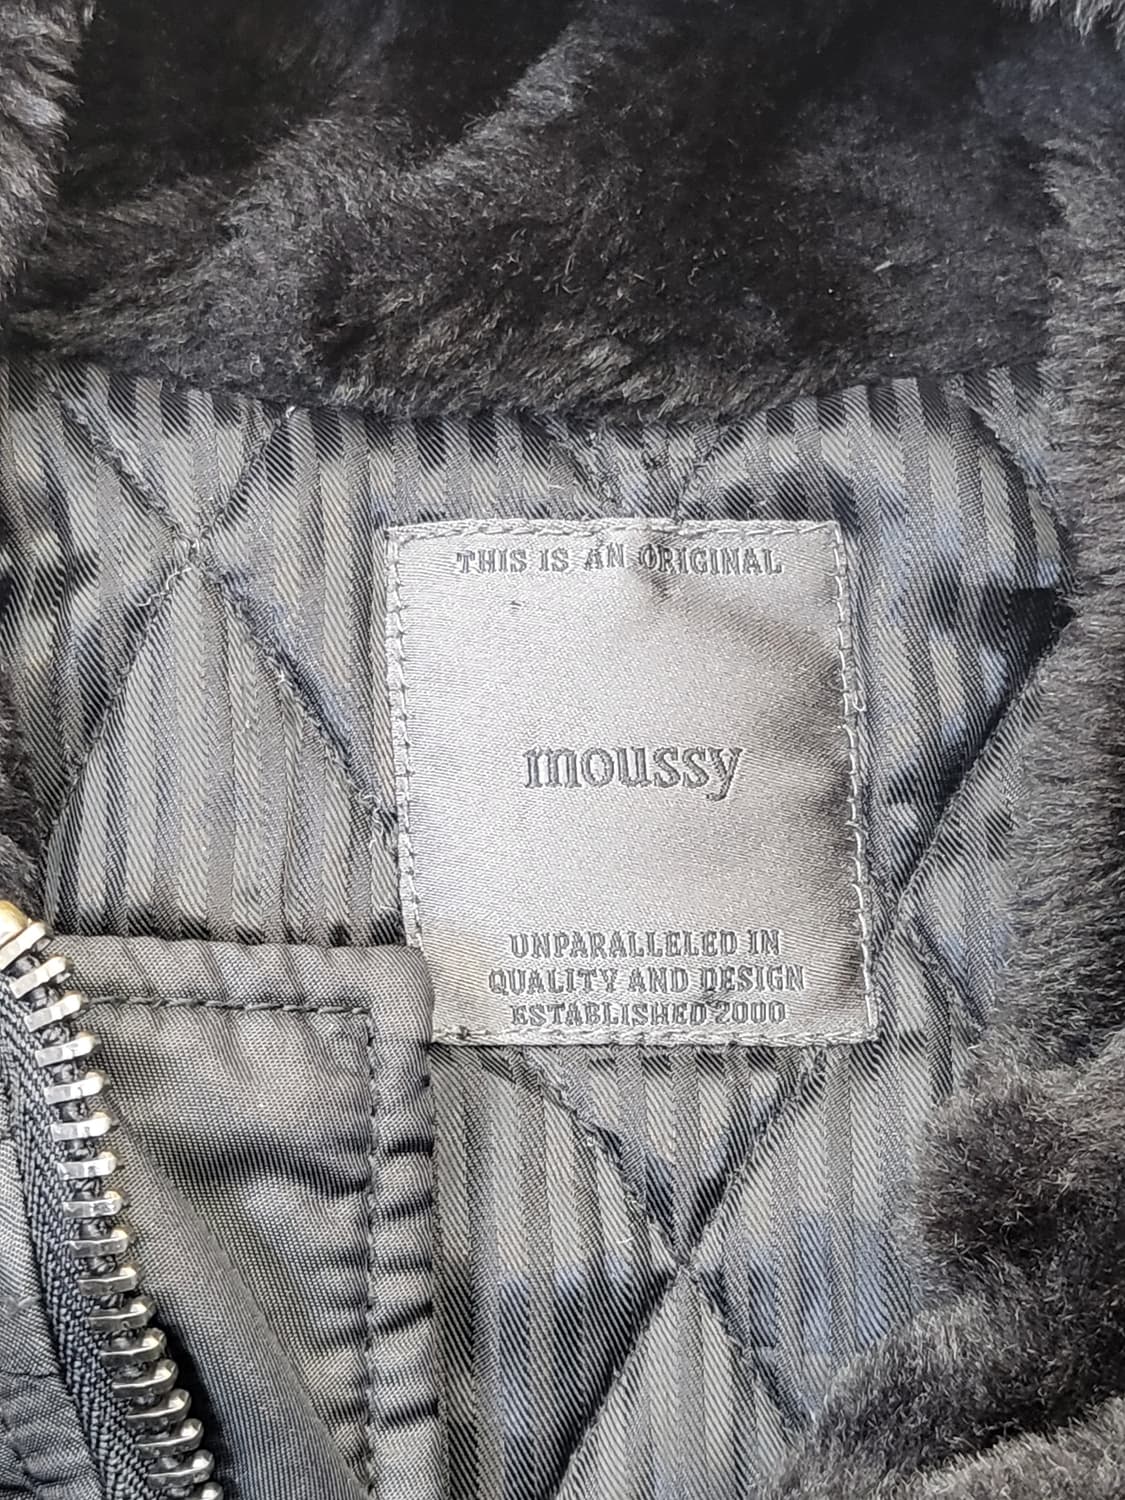 THIS IS AN ORIGINAL
moussy
UNPARALLELED IN
QUALITY AND DESIGN
ESTABLISHED 2000